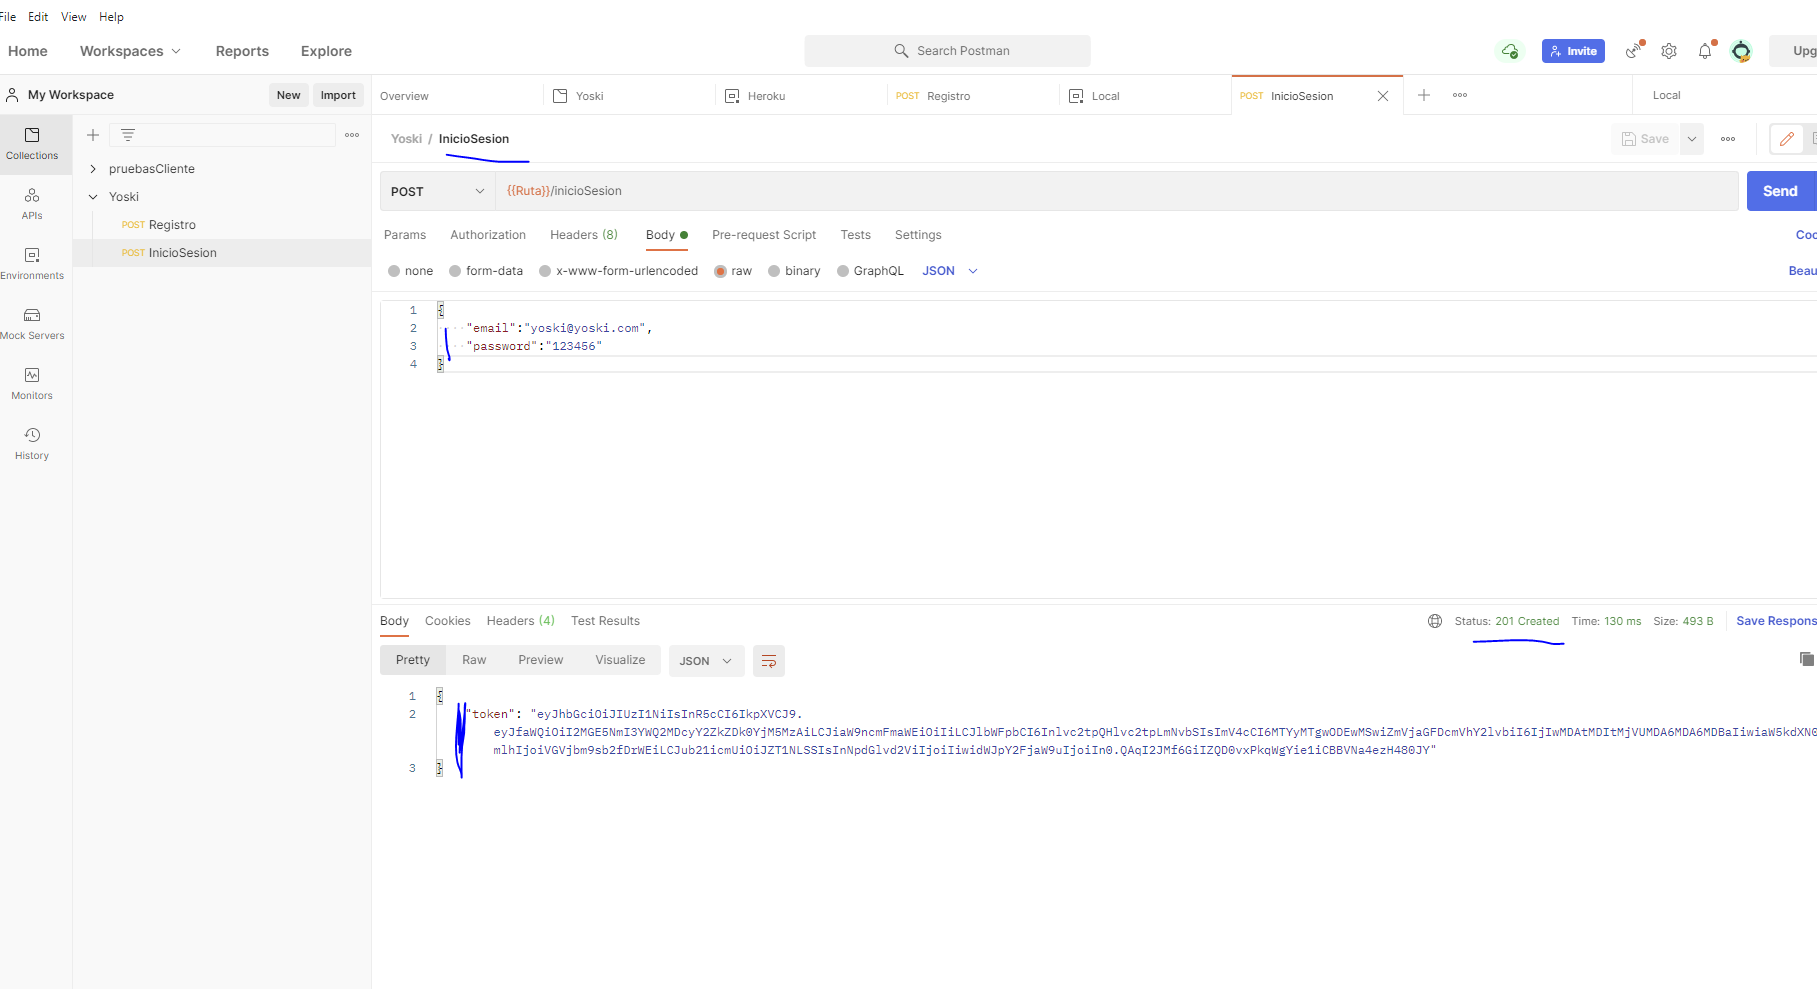 File Edit View Help
Home Workspaces Reports Explore
Search Postman
Invite
Upg
My Workspace
New Import
Overview Yoski Heroku POST Registro Local POST InicioSesion Local
Collections
APIs
Environments
Mock Servers
Monitors
History
pruebasCliente
Yoski
POST Registro
POST InicioSesion
Yoski / InicioSesion
Save
POST {{Ruta}}/inicioSesion
Send
Params Authorization Headers (8) Body Pre-request Script Tests Settings
Coo
none form-data x-www-form-urlencoded raw binary GraphQL JSON
Beau
1 {
2 "email":"yoski@yoski.com",
3 "password":"123456"
4 }
Body Cookies Headers (4) Test Results
Status: 201 Created Time: 130 ms Size: 493 B Save Respons
Pretty Raw Preview Visualize JSON
1 {
2 "token": "eyJhbGciOiJIUzI1NiIsInR5cCI6IkpXVCJ9.
eyJfaWQiOiI2MGE5NmI3YWQ2MDcyY2ZkZDk0YjM5MzAiLCJiaW9ncmFmaWEiOiIiLCJlbWFpbCI6Inlvc2tpQHlvc2tpLmNvbSIsImV4cCI6MTYyMTgwODEwMSwiZmVjaGFDcmVhY2lvbiI6IjIwMDAtMDItMjVUMDA6MDA6MDBaIiwiaW5kdXN0
mlhIjoiVGVjbm9sb2fDrWEiLCJub21icmUiOiJZT1NLSSIsInNpdGlvd2ViIjoiIiwidWJpY2FjaW9uIjoiIn0.QAqI2JMf6GiIZQD0vxPkqWgYie1iCBBVNa4ezH480JY"
3 }